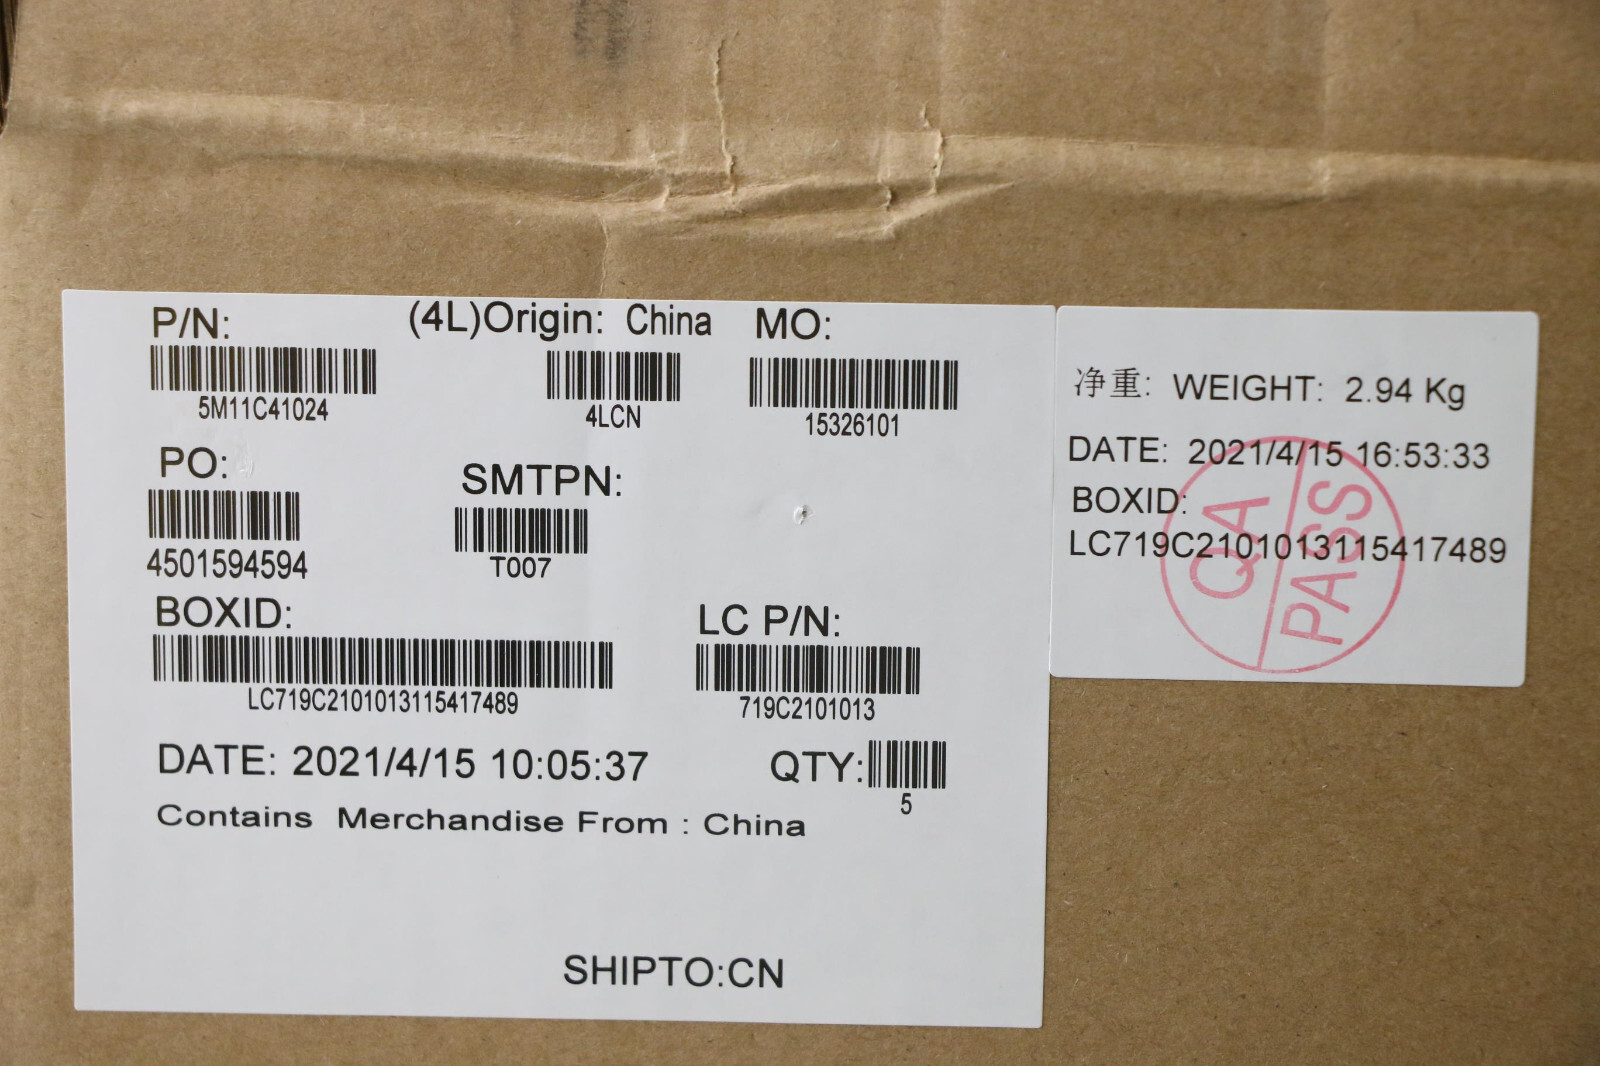 P/N: (4L)Origin: China MO:
5M11C41024 4LCN 15326101
PO: SMTPN:
4501594594 T007
BOXID: LC P/N:
LC719C2101013115417489 719C2101013
DATE: 2021/4/15 10:05:37 QTY:
5
Contains Merchandise From : China
SHIPTO:CN
净重: WEIGHT: 2.94 Kg
DATE: 2021/4/15 16:53:33
BOXID:
LC719C2101013115417489
QA
PASS